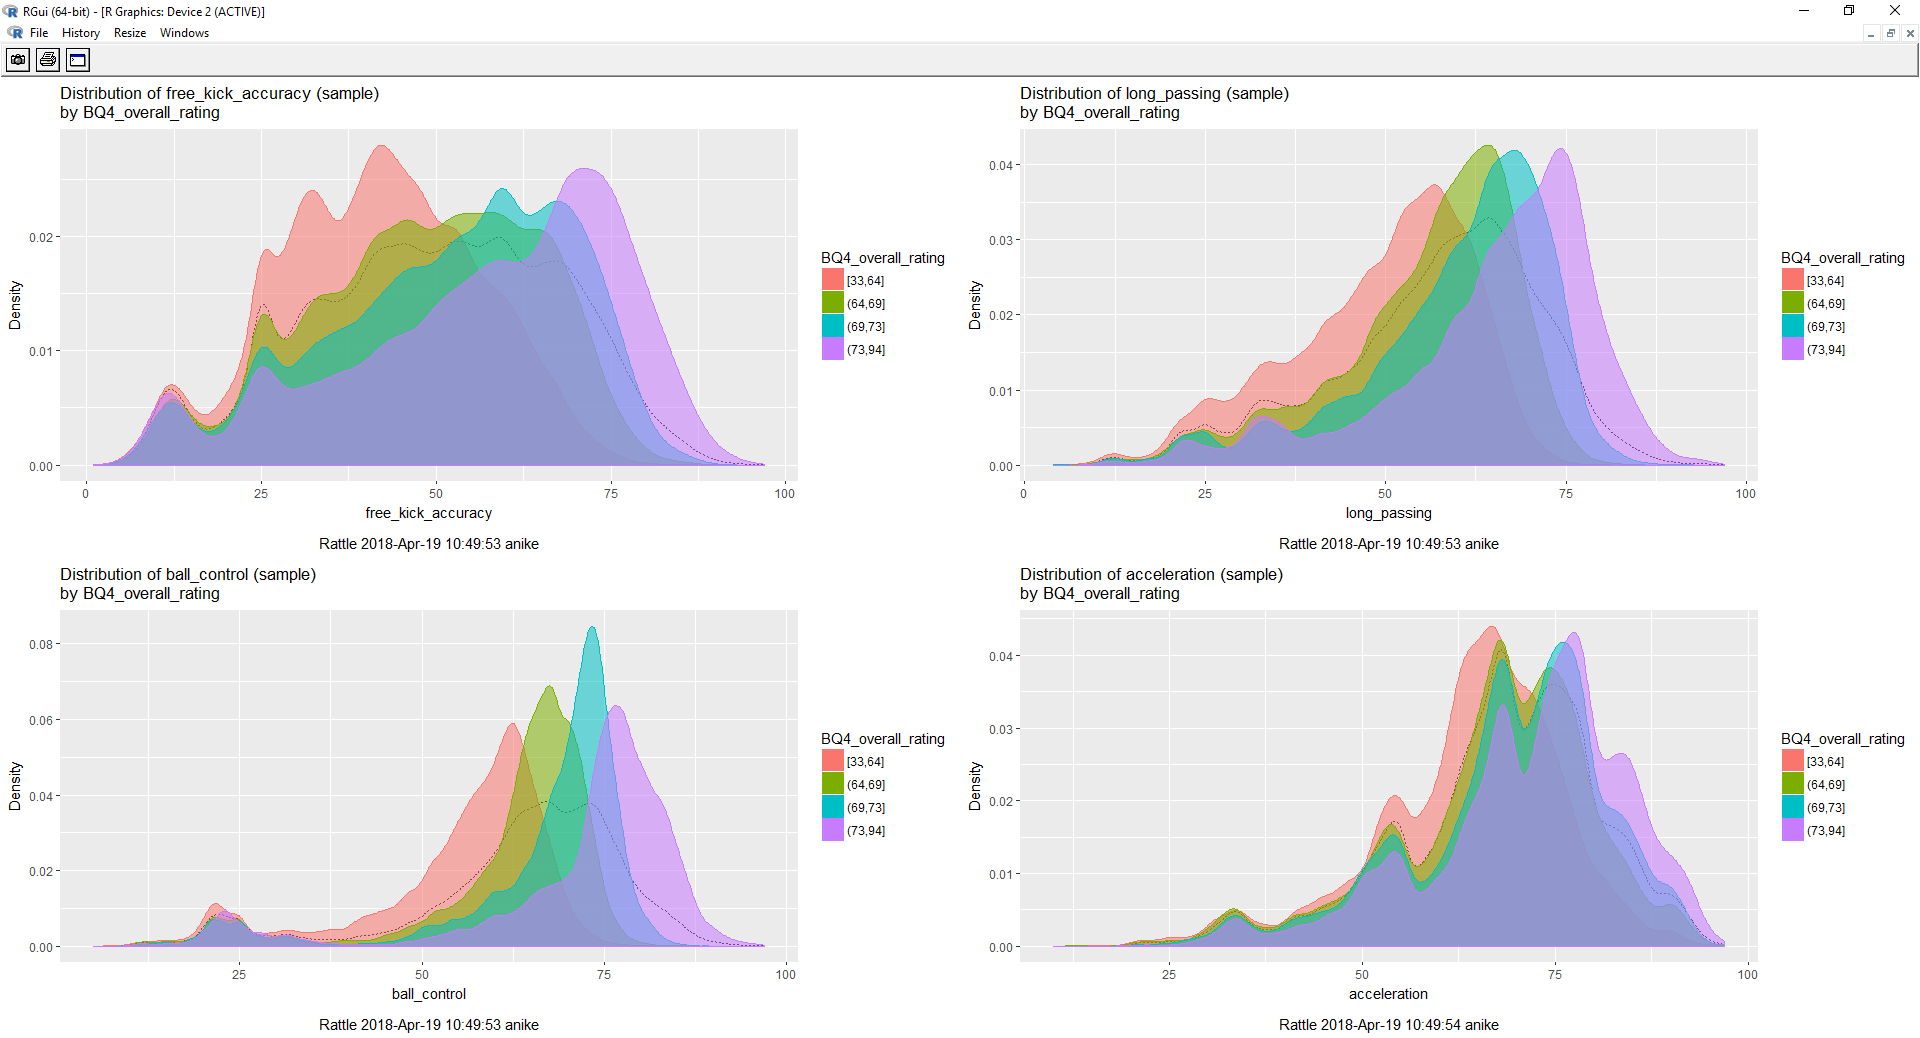 RGui (64-bit) - [R Graphics: Device 2 (ACTIVE)]
File History Resize Windows
Distribution of free_kick_accuracy (sample)
by BQ4_overall_rating
Density
0.02
0.01
0.00
0 25 50 75 100
free_kick_accuracy
Rattle 2018-Apr-19 10:49:53 anike
BQ4_overall_rating
[33,64]
(64,69]
(69,73]
(73,94]
Distribution of long_passing (sample)
by BQ4_overall_rating
Density
0.04
0.03
0.02
0.01
0.00
0 25 50 75 100
long_passing
Rattle 2018-Apr-19 10:49:53 anike
BQ4_overall_rating
[33,64]
(64,69]
(69,73]
(73,94]
Distribution of ball_control (sample)
by BQ4_overall_rating
Density
0.08
0.06
0.04
0.02
0.00
25 50 75 100
ball_control
Rattle 2018-Apr-19 10:49:53 anike
BQ4_overall_rating
[33,64]
(64,69]
(69,73]
(73,94]
Distribution of acceleration (sample)
by BQ4_overall_rating
Density
0.04
0.03
0.02
0.01
0.00
25 50 75 100
acceleration
Rattle 2018-Apr-19 10:49:54 anike
BQ4_overall_rating
[33,64]
(64,69]
(69,73]
(73,94]